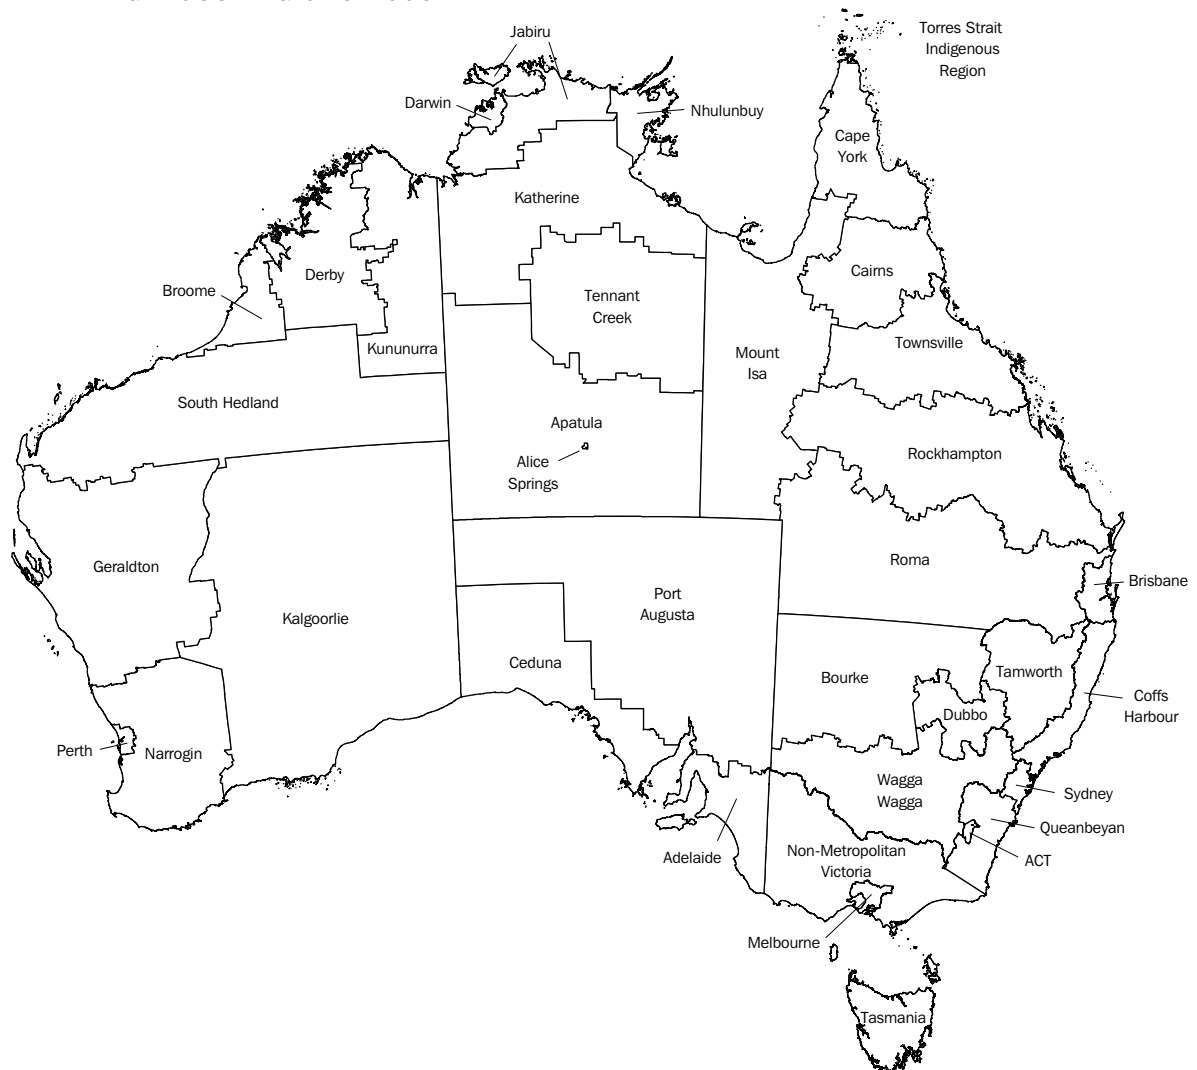 Torres Strait
Indigenous
Region
Jabiru
Darwin
Nhulunbuy
Cape
York
Katherine
Cairns
Derby
Broome
Tennant
Creek
Kununurra
Townsville
Mount
Isa
South Hedland
Apatula
Rockhampton
Alice
Springs
Geraldton
Roma
Brisbane
Port
Augusta
Kalgoorlie
Ceduna
Tamworth
Bourke
Coffs
Harbour
Dubbo
Perth
Narrogin
Wagga
Wagga
Sydney
Queanbeyan
Adelaide
Non-Metropolitan
Victoria
ACT
Melbourne
Tasmania